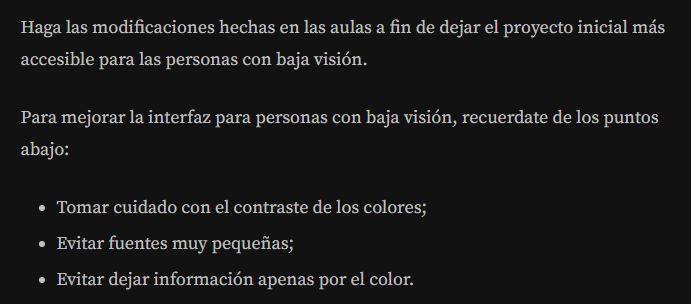 Haga las modificaciones hechas en las aulas a fin de dejar el proyecto inicial más
accesible para las personas con baja visión.
Para mejorar la interfaz para personas con baja visión, recuerdate de los puntos
abajo:
• Tomar cuidado con el contraste de los colores;
• Evitar fuentes muy pequeñas;
• Evitar dejar información apenas por el color.